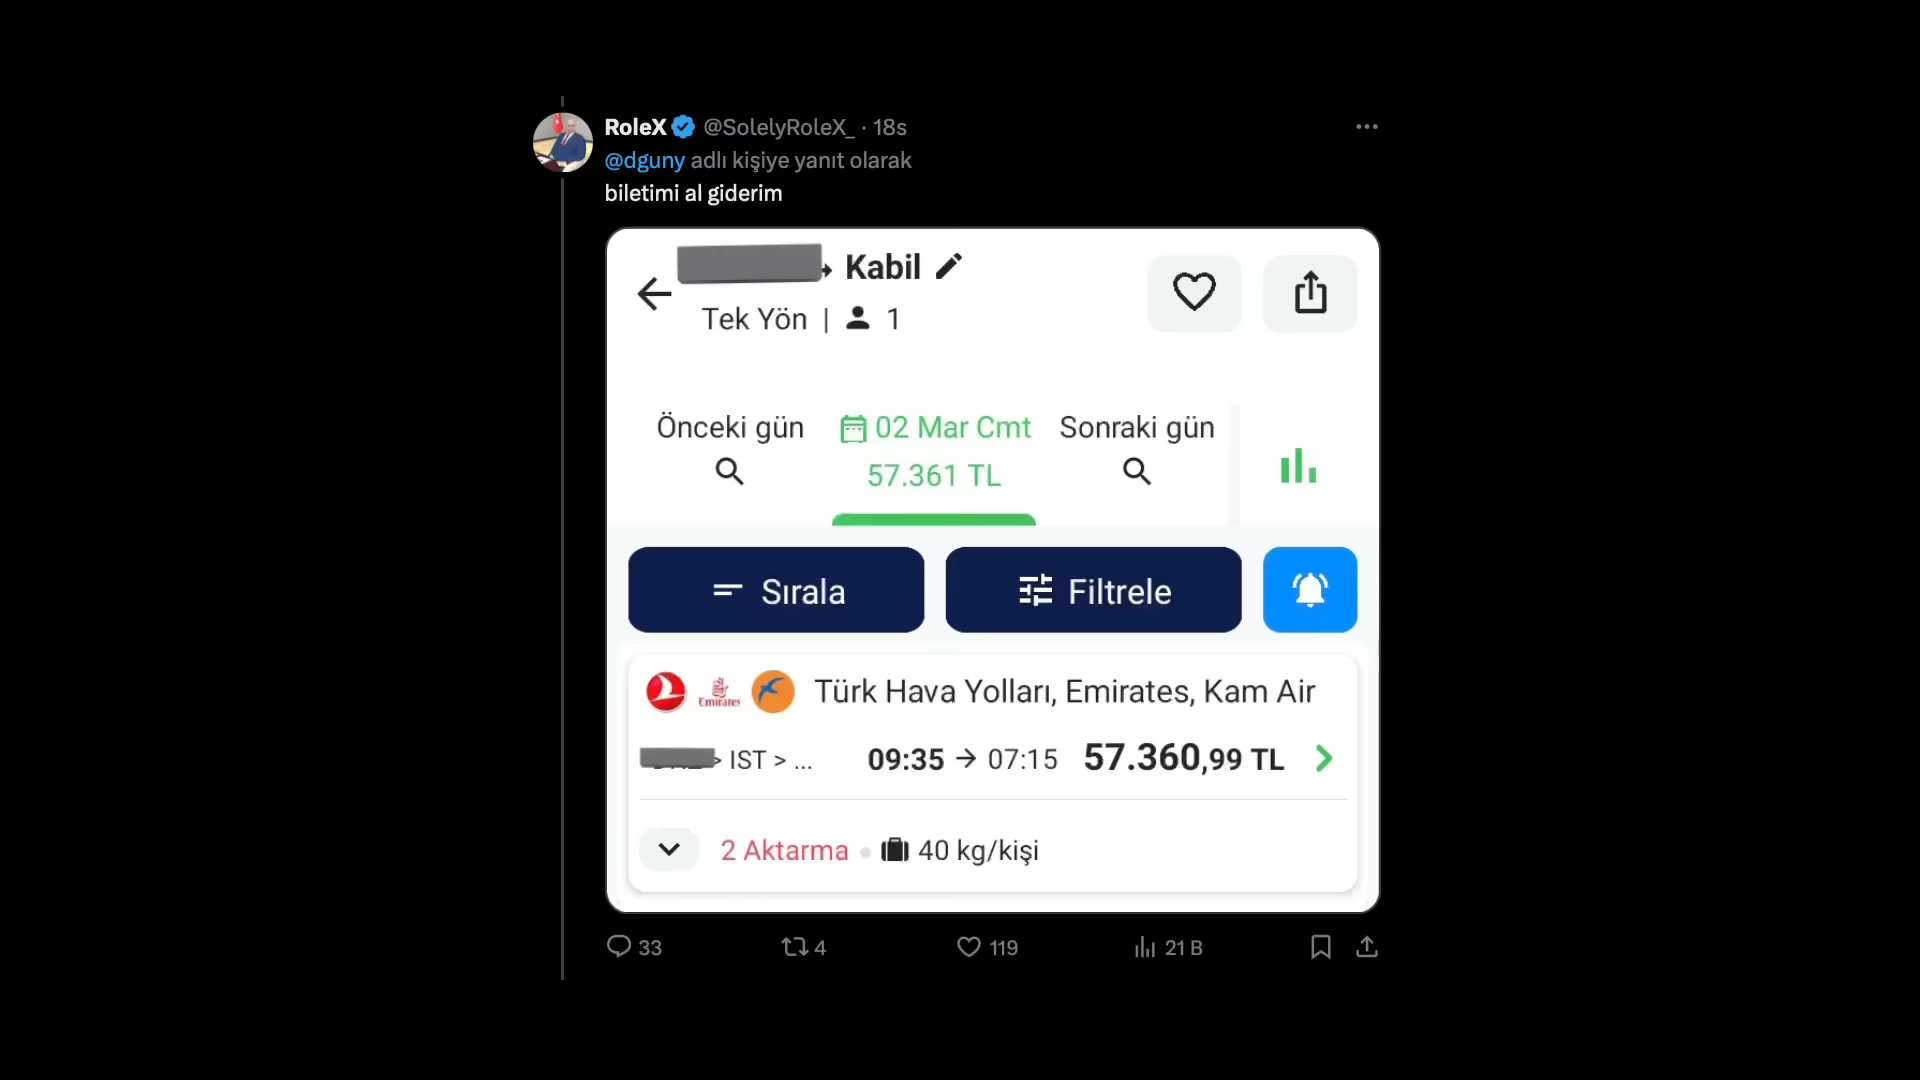 RoleX @SolelyRoleX_ · 18s
@dguny adlı kişiye yanıt olarak
biletimi al giderim
Kabil
Tek Yön | 1
Önceki gün 02 Mar Cmt Sonraki gün
57.361 TL
Sırala Filtrele
Emirates Türk Hava Yolları, Emirates, Kam Air
> IST > ... 09:35 → 07:15 57.360,99 TL
2 Aktarma 40 kg/kişi
33 4 119 21 B